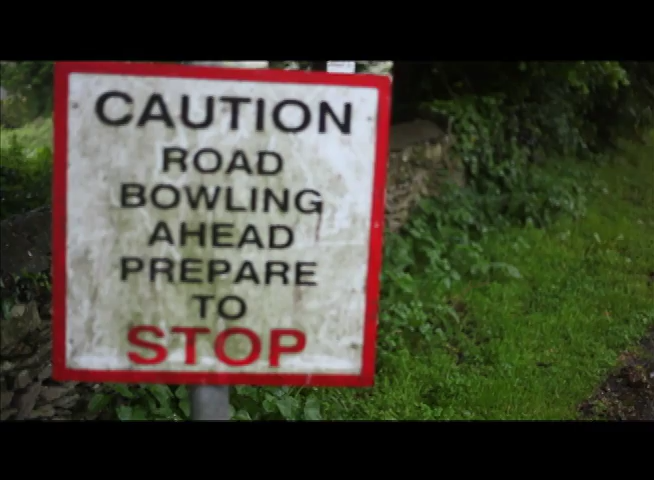 CAUTION
ROAD
BOWLING
AHEAD
PREPARE
TO
STOP